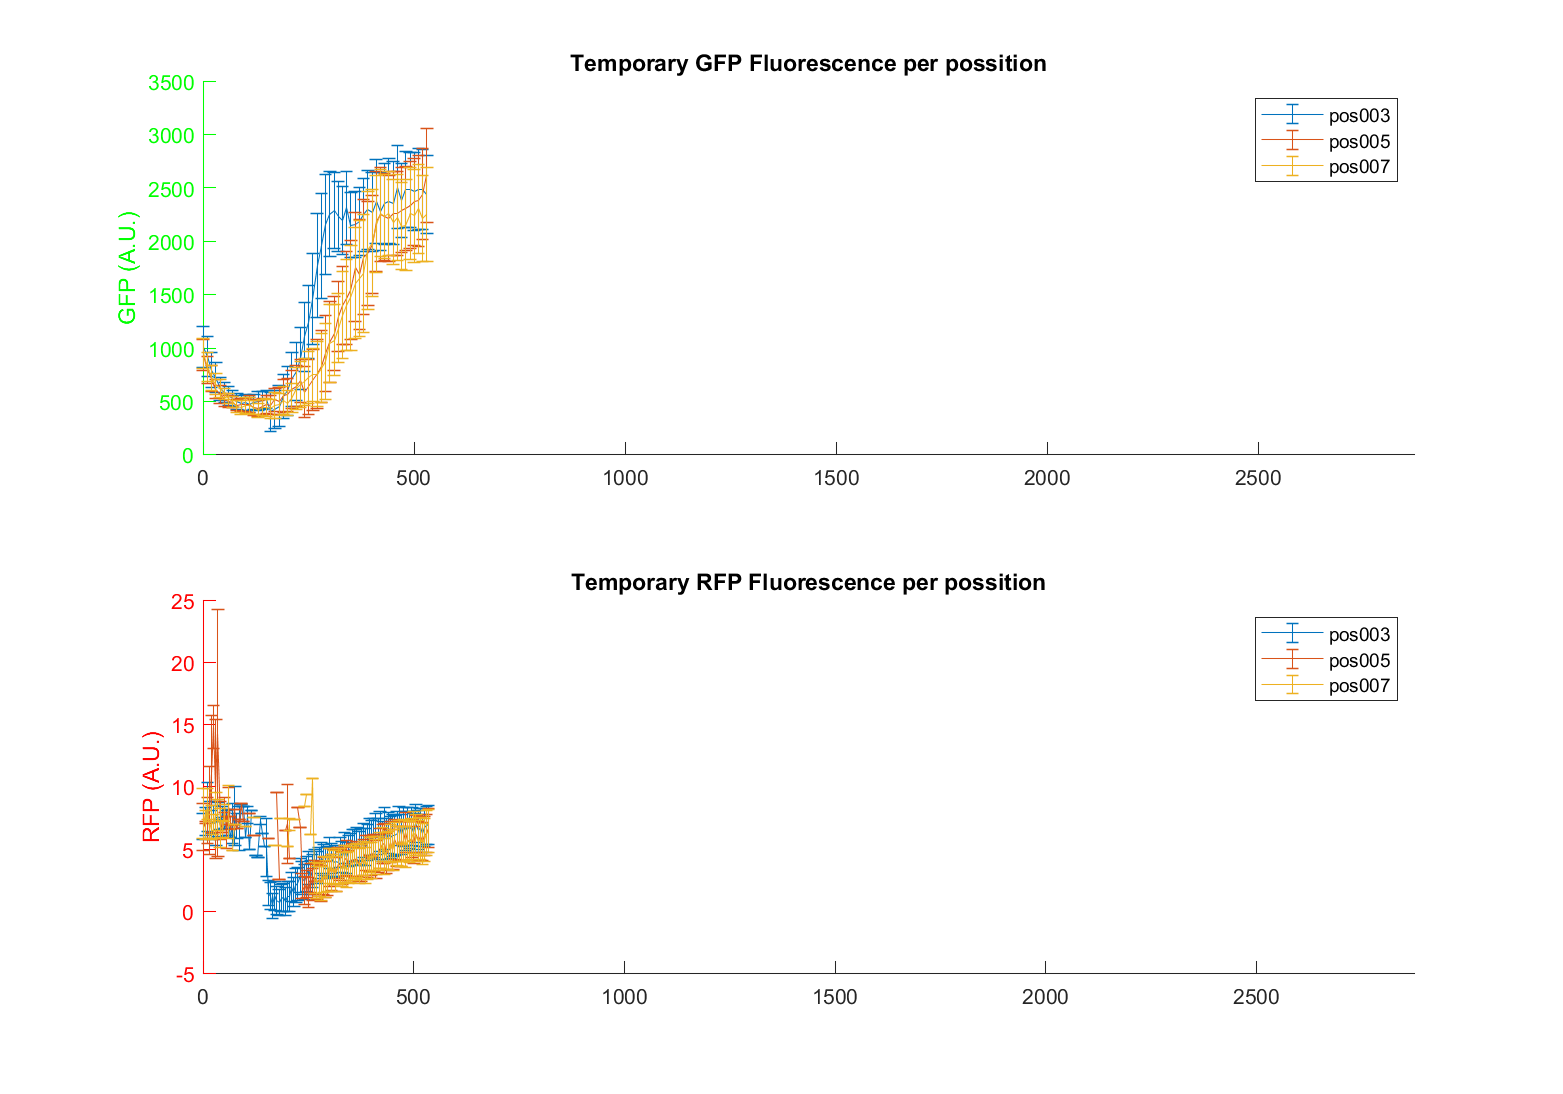 Temporary GFP Fluorescence per possition
3500
3000
2500
2000
1500
1000
500
0
GFP (A.U.)
0 500 1000 1500 2000 2500
pos003
pos005
pos007
Temporary RFP Fluorescence per possition
25
20
15
10
5
0
-5
RFP (A.U.)
0 500 1000 1500 2000 2500
pos003
pos005
pos007